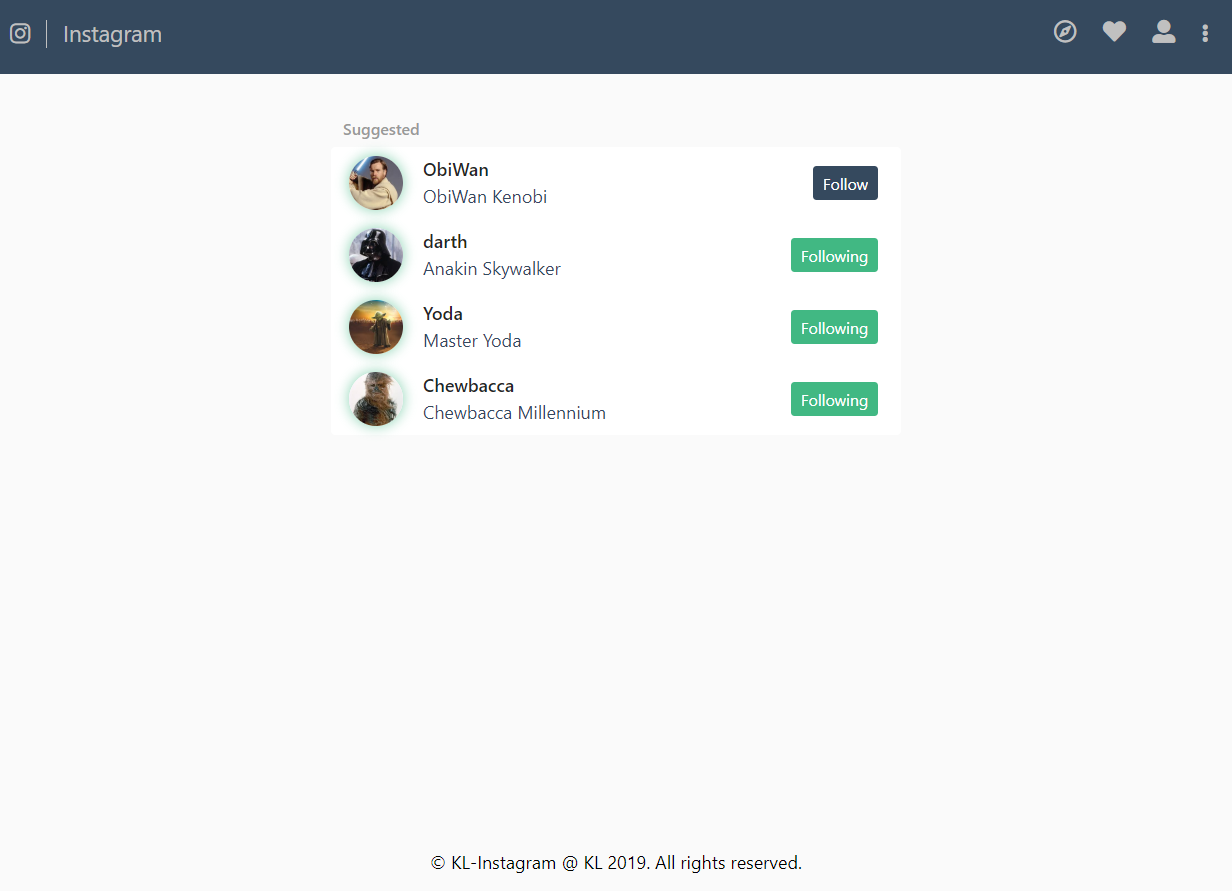 Instagram
Suggested
ObiWan
ObiWan Kenobi
Follow
darth
Anakin Skywalker
Following
Yoda
Master Yoda
Following
Chewbacca
Chewbacca Millennium
Following
© KL-Instagram @ KL 2019. All rights reserved.